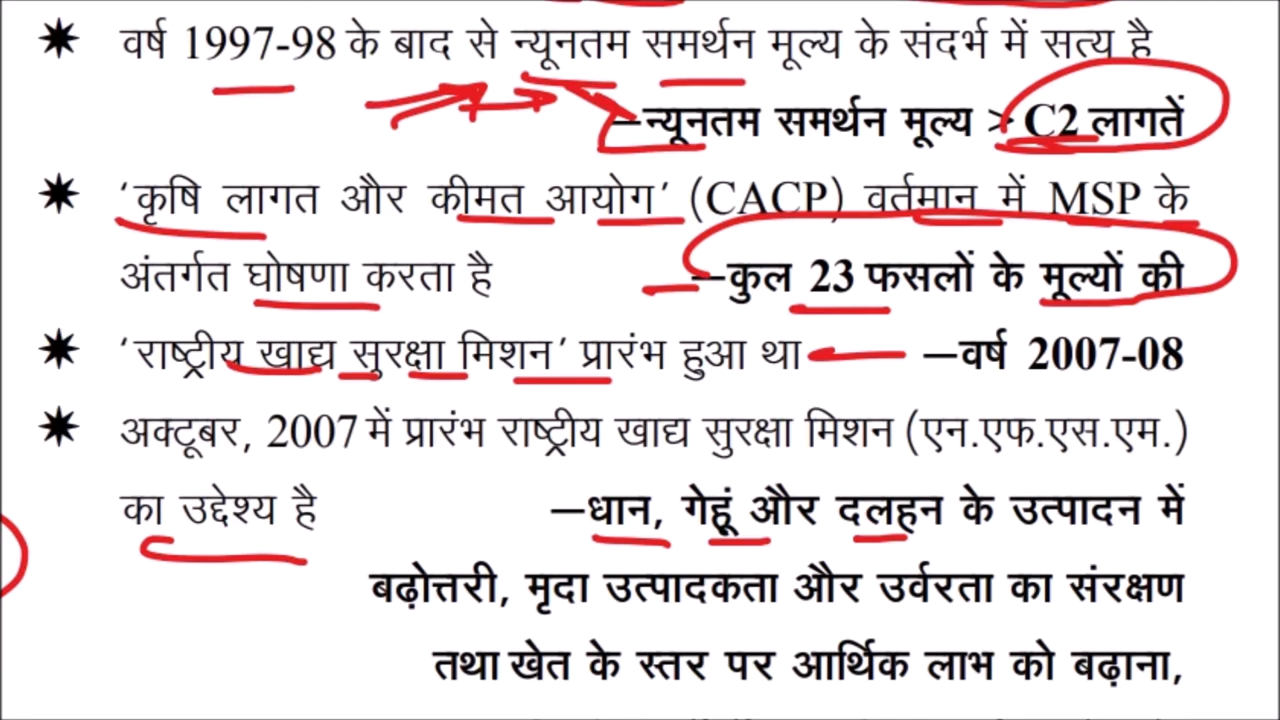 ✷ वर्ष 1997-98 के बाद से न्यूनतम समर्थन मूल्य के संदर्भ में सत्य है
—न्यूनतम समर्थन मूल्य > C2 लागतें
✷ ‘कृषि लागत और कीमत आयोग’ (CACP) वर्तमान में MSP के
अंतर्गत घोषणा करता है —कुल 23 फसलों के मूल्यों की
✷ ‘राष्ट्रीय खाद्य सुरक्षा मिशन’ प्रारंभ हुआ था —वर्ष 2007-08
✷ अक्टूबर, 2007 में प्रारंभ राष्ट्रीय खाद्य सुरक्षा मिशन (एन.एफ.एस.एम.)
का उद्देश्य है —धान, गेहूं और दलहन के उत्पादन में
बढ़ोत्तरी, मृदा उत्पादकता और उर्वरता का संरक्षण
तथा खेत के स्तर पर आर्थिक लाभ को बढ़ाना,